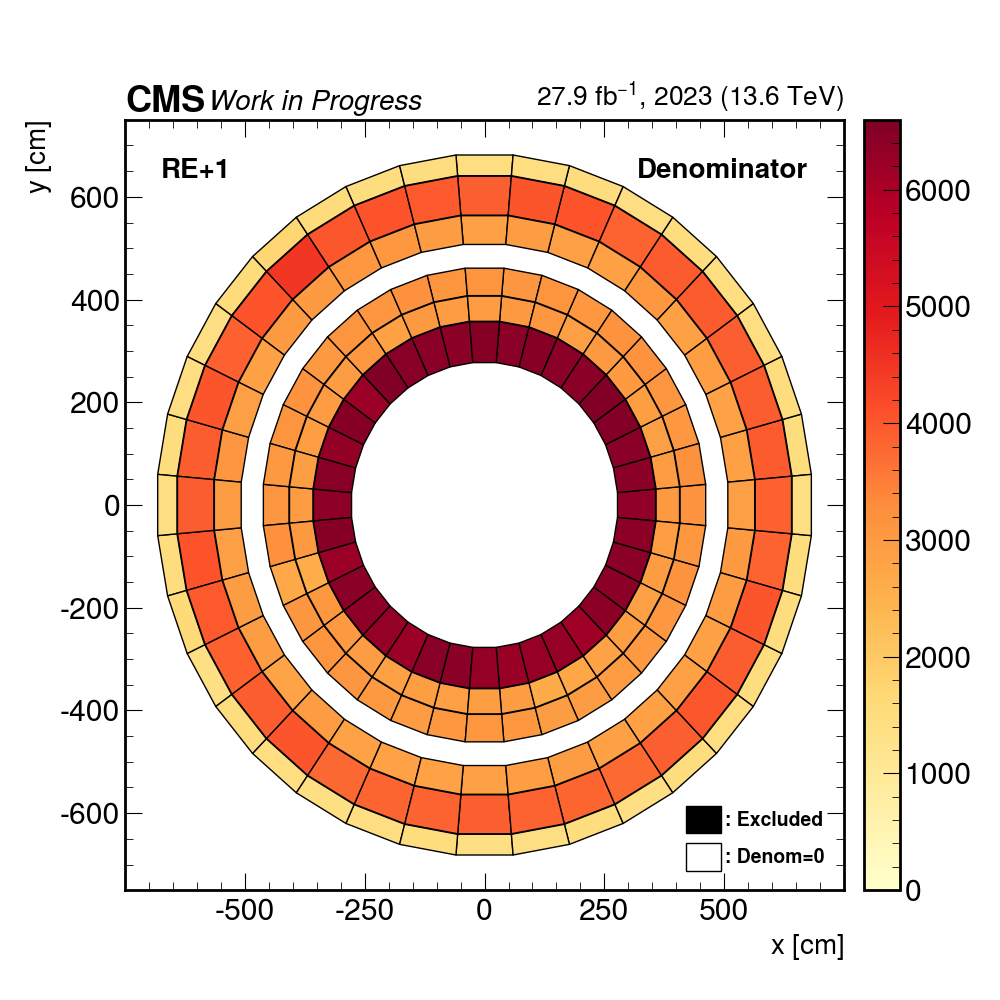 CMS Work in Progress
27.9 fb⁻¹, 2023 (13.6 TeV)
y [cm]
RE+1
Denominator
600
400
200
0
-200
-400
-600
-500
-250
0
250
500
x [cm]
: Excluded
: Denom=0
6000
5000
4000
3000
2000
1000
0